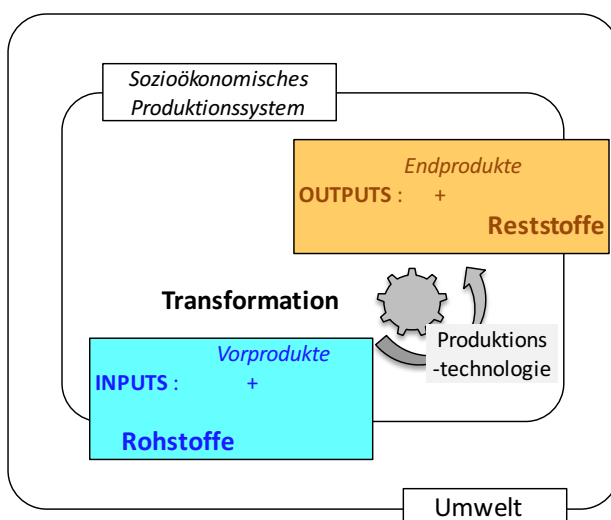 Sozioökonomisches
Produktionssystem
Endprodukte
OUTPUTS : +
Reststoffe
Transformation
Produktions
-technologie
Vorprodukte
INPUTS : +
Rohstoffe
Umwelt